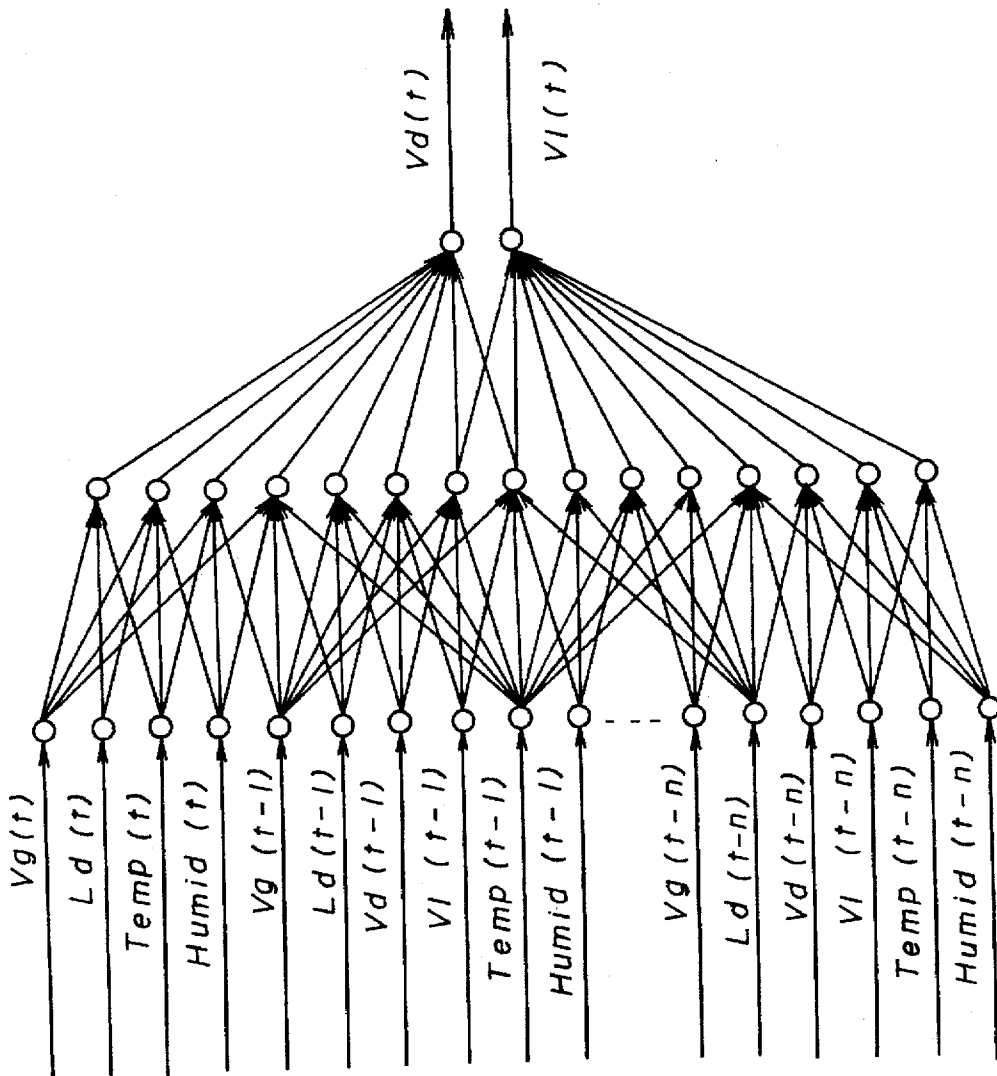 Vd(t)
Vl(t)
Vg(t)
Ld(t)
Temp(t)
Humid(t)
Vg(t-1)
Ld(t-1)
Vd(t-1)
Vl(t-1)
Temp(t-1)
Humid(t-1)
Vg(t-n)
Ld(t-n)
Vd(t-n)
Vl(t-n)
Temp(t-n)
Humid(t-n)